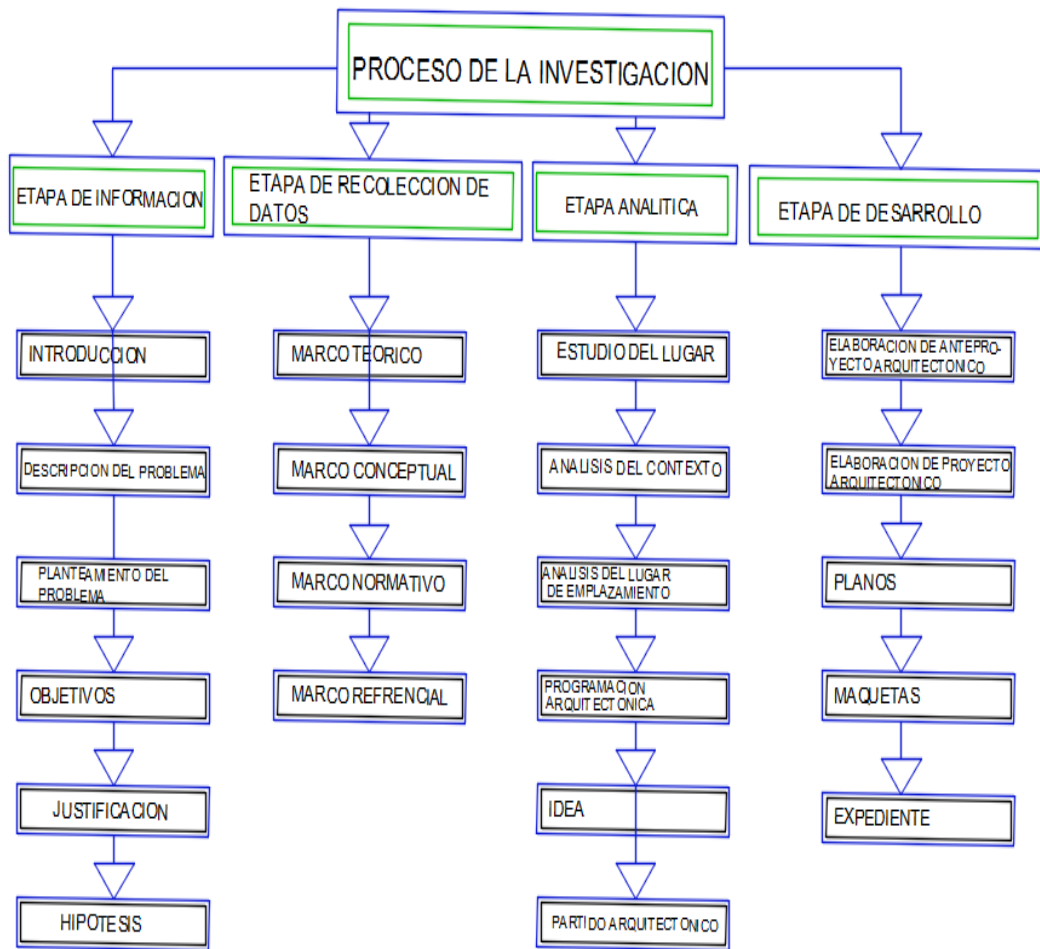 PROCESO DE LA INVESTIGACION
ETAPA DE INFORMACION
INTRODUCCION
DESCRIPCION DEL PROBLEMA
PLANTEAMIENTO DEL
PROBLEMA
OBJETIVOS
JUSTIFICACION
HIPOTESIS
ETAPA DE RECOLECCION DE
DATOS
MARCO TEORICO
MARCO CONCEPTUAL
MARCO NORMATIVO
MARCO REFRENCIAL
ETAPA ANALITICA
ESTUDIO DEL LUGAR
ANALISIS DEL CONTEXTO
ANALISIS DEL LUGAR
DE EMPLAZAMIENTO
PROGRAMACION
ARQUITECTONICA
IDEA
PARTIDO ARQUITECTONICO
ETAPA DE DESARROLLO
ELABORACION DE ANTEPRO-
YECTO ARQUITECTONICO
ELABORACION DE PROYECTO
ARQUITECTONICO
PLANOS
MAQUETAS
EXPEDIENTE